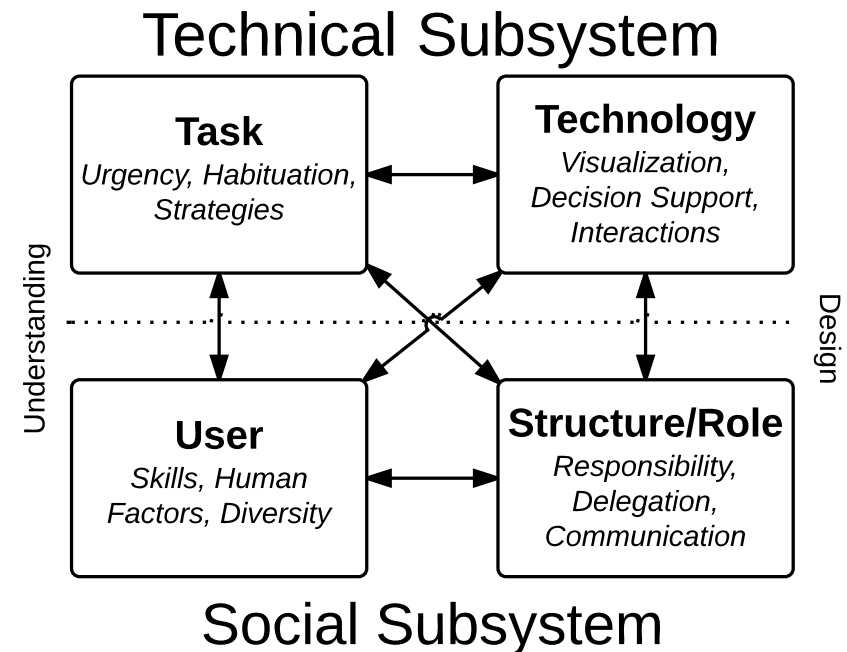 Technical Subsystem
Task
Urgency, Habituation,
Strategies
Technology
Visualization,
Decision Support,
Interactions
Understanding
Design
User
Skills, Human
Factors, Diversity
Structure/Role
Responsibility,
Delegation,
Communication
Social Subsystem